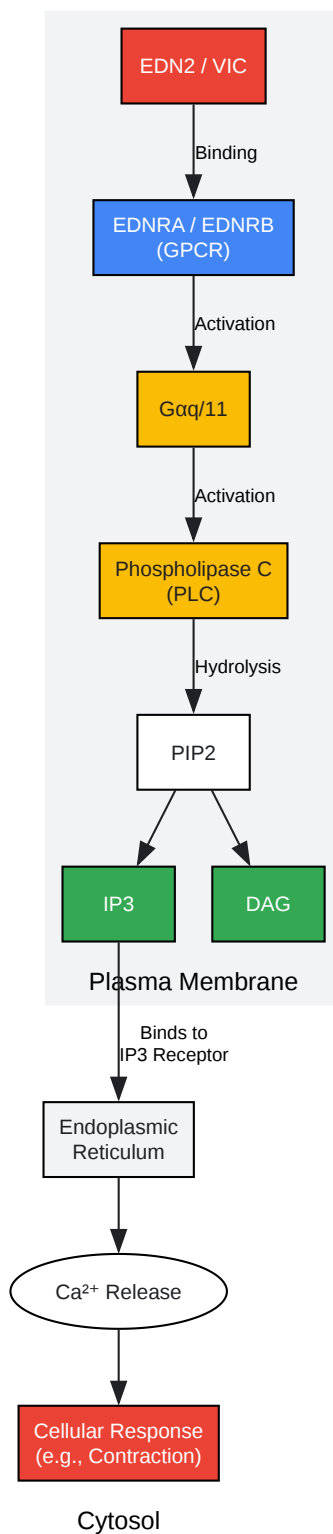 EDN2 / VIC
Binding
EDNRA / EDNRB
(GPCR)
Activation
Gαq/11
Activation
Phospholipase C
(PLC)
Hydrolysis
PIP2
IP3
DAG
Plasma Membrane
Binds to
IP3 Receptor
Endoplasmic
Reticulum
Ca²⁺ Release
Cellular Response
(e.g., Contraction)
Cytosol